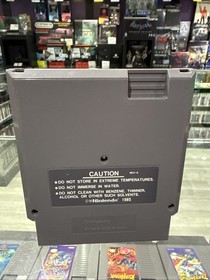 CAUTION
• DO NOT STORE IN EXTREME TEMPERATURES.
• DO NOT IMMERSE IN WATER.
• DO NOT CLEAN WITH BENZENE, THINNER,
ALCOHOL OR OTHER SUCH SOLVENTS.
Nintendo 1985